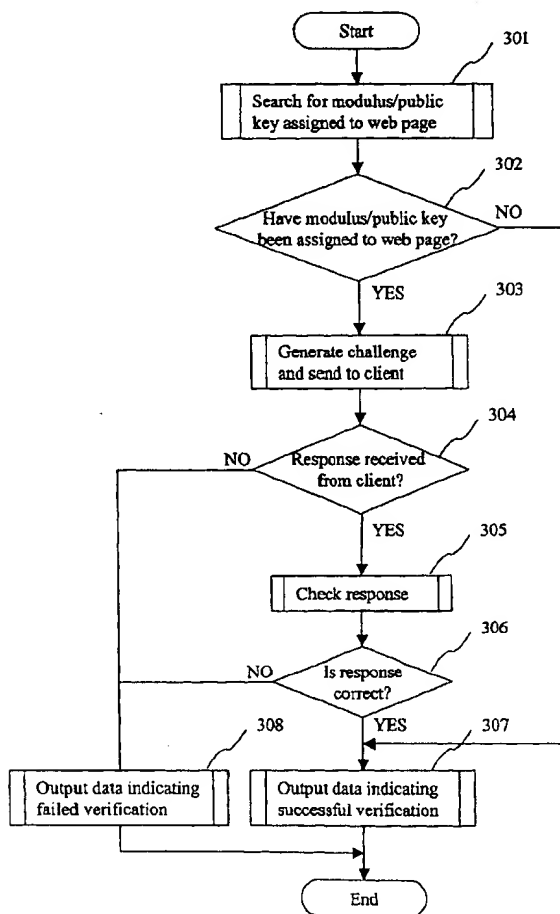 Start
301
Search for modulus/public
key assigned to web page
302
Have modulus/public key
been assigned to web page?
NO
YES
303
Generate challenge
and send to client
304
NO
Response received
from client?
YES
305
Check response
306
NO
Is response
correct?
YES
308
307
Output data indicating
failed verification
Output data indicating
successful verification
End